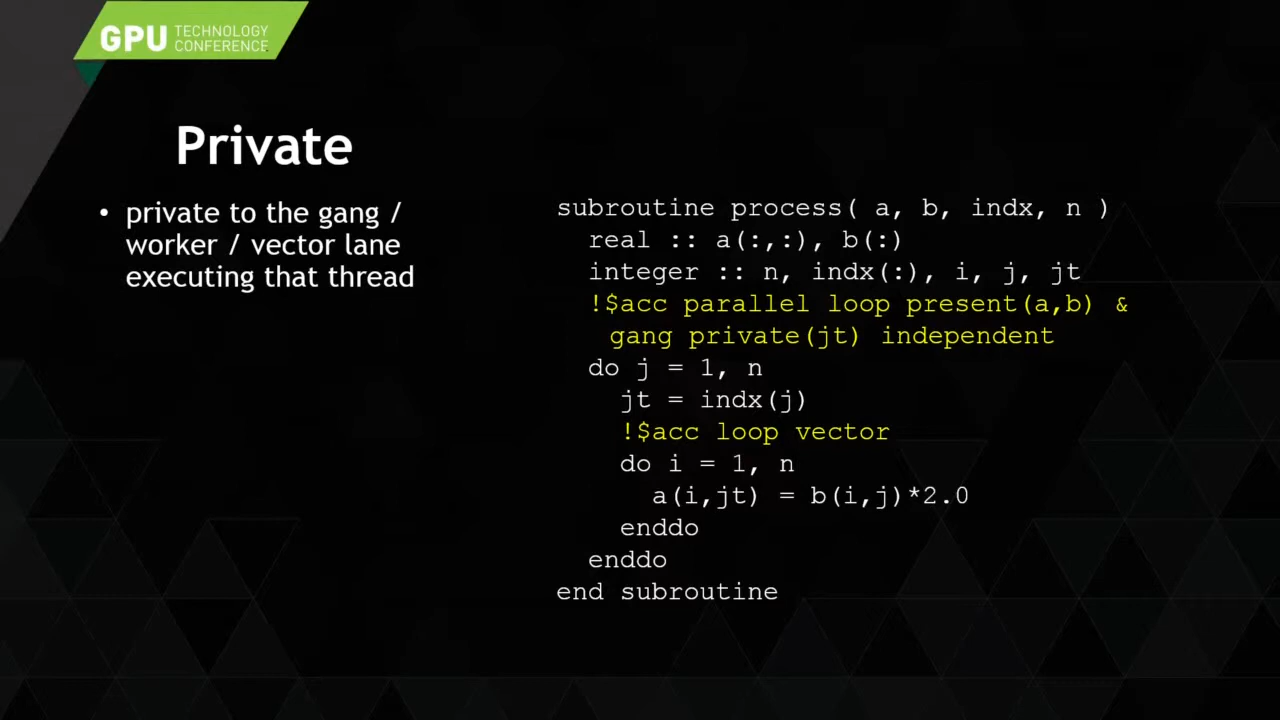 GPU TECHNOLOGY
CONFERENCE
Private
• private to the gang /
worker / vector lane
executing that thread
subroutine process( a, b, indx, n )
  real :: a(:,:), b(:)
  integer :: n, indx(:), i, j, jt
  !$acc parallel loop present(a,b) &
   gang private(jt) independent
  do j = 1, n
    jt = indx(j)
    !$acc loop vector
    do i = 1, n
      a(i,jt) = b(i,j)*2.0
    enddo
  enddo
end subroutine